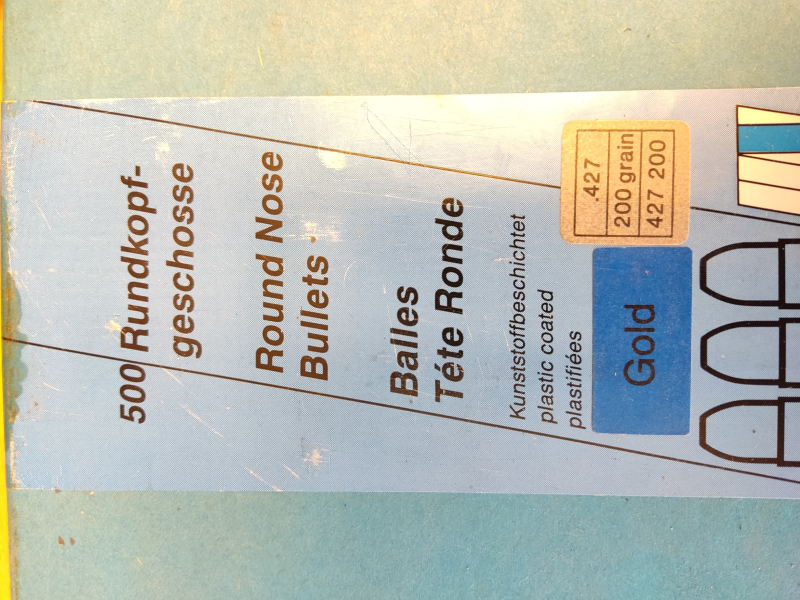 500 Rundkopf-
geschosse
Round Nose
Bullets
Balles
Téte Ronde
Kunststoffbeschichtet
plastic coated
plastifiées
Gold
.427
200 grain
427 200